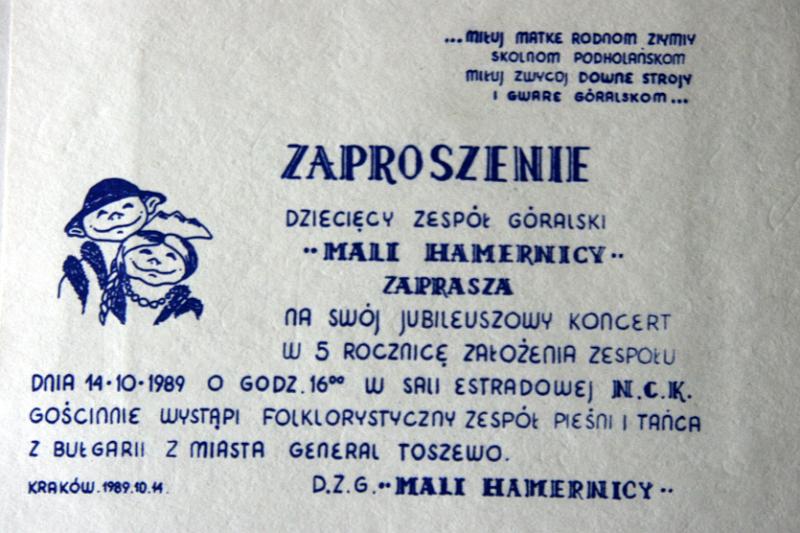 ...MIŁUJ MATKE RODNOM ZIYMIY
SKOLNOM PODHOLAŃSKOM
MIŁUJ ZWYCOJ DOWNE STROJY
I GWARE GÓRALSKOM...
ZAPROSZENIE
DZIECIĘCY ZESPÓŁ GÓRALSKI
"MALI HAMERNICY"
ZAPRASZA
NA SWÓJ JUBILEUSZOWY KONCERT
W 5 ROCZNICĘ ZAŁOŻENIA ZESPOŁU
DNIA 14·10·1989 O GODZ.16⁰⁰ W SALI ESTRADOWEJ N.C.K.
GOŚCINNIE WYSTĄPI FOLKLORYSTYCZNY ZESPÓŁ PIEŚNI I TAŃCA
Z BUŁGARII Z MIASTA GENERAL TOSZEWO.
KRAKÓW.1989.10.14.
D.Z.G."MALI HAMERNICY"